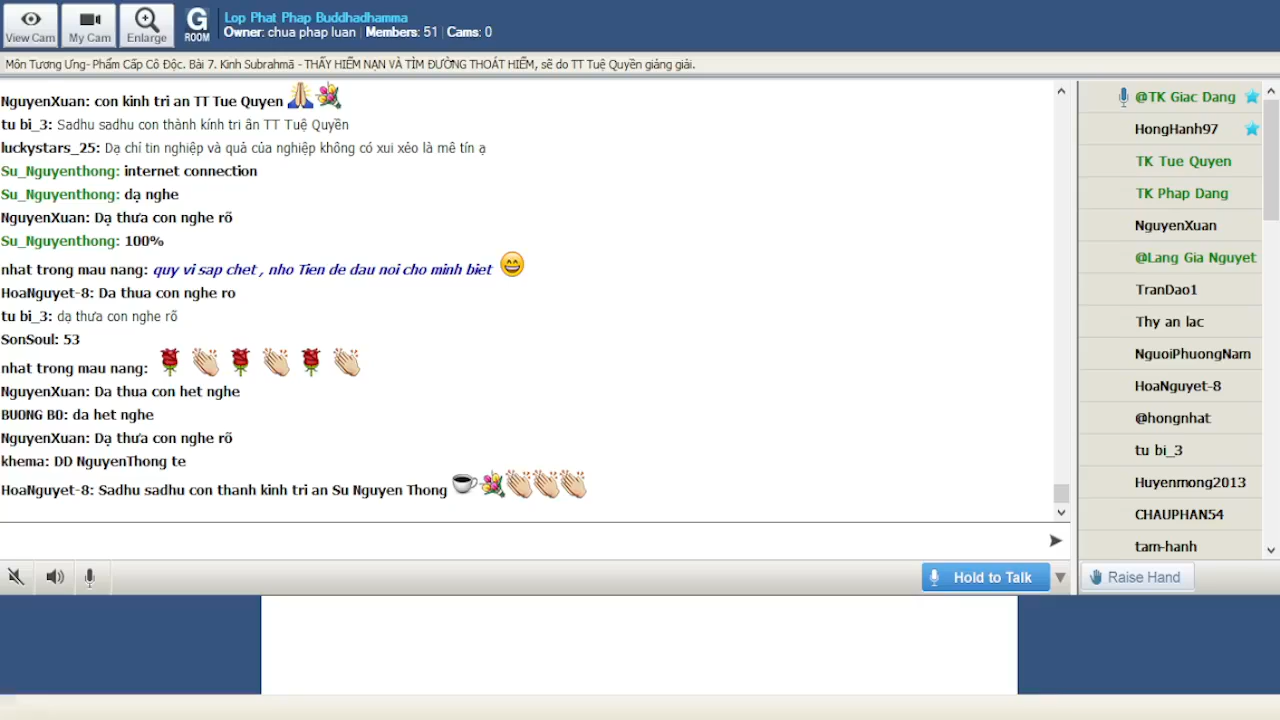 View Cam
My Cam
Enlarge
G
ROOM
Lop Phat Phap Buddhadhamma
Owner: chua phap luan Members: 51 Cams: 0
Môn Tương Ưng- Phẩm Cấp Cô Độc. Bài 7. Kinh Subrahmā - THẤY HIỂM NẠN VÀ TÌM ĐƯỜNG THOÁT HIỂM, sẽ do TT Tuệ Quyền giảng giải.
NguyenXuan: con kinh tri an TT Tue Quyen
tu bi_3: Sadhu sadhu con thành kính tri ân TT Tuệ Quyền
luckystars_25: Dạ chỉ tin nghiệp và quả của nghiệp không có xui xẻo là mê tín ạ
Su_Nguyenthong: internet connection
Su_Nguyenthong: dạ nghe
NguyenXuan: Dạ thưa con nghe rõ
Su_Nguyenthong: 100%
nhat trong mau nang: quy vi sap chet , nho Tien de dau noi cho minh biet
HoaNguyet-8: Da thua con nghe ro
tu bi_3: dạ thưa con nghe rõ
SonSoul: 53
nhat trong mau nang:
NguyenXuan: Da thua con het nghe
BUONG BO: da het nghe
NguyenXuan: Dạ thưa con nghe rõ
khema: DD NguyenThong te
HoaNguyet-8: Sadhu sadhu con thanh kinh tri an Su Nguyen Thong
@TK Giac Dang
HongHanh97
TK Tue Quyen
TK Phap Dang
NguyenXuan
@Lang Gia Nguyet
TranDao1
Thy an lac
NguoiPhuongNam
HoaNguyet-8
@hongnhat
tu bi_3
Huyenmong2013
CHAUPHAN54
tam-hanh
Hold to Talk
Raise Hand